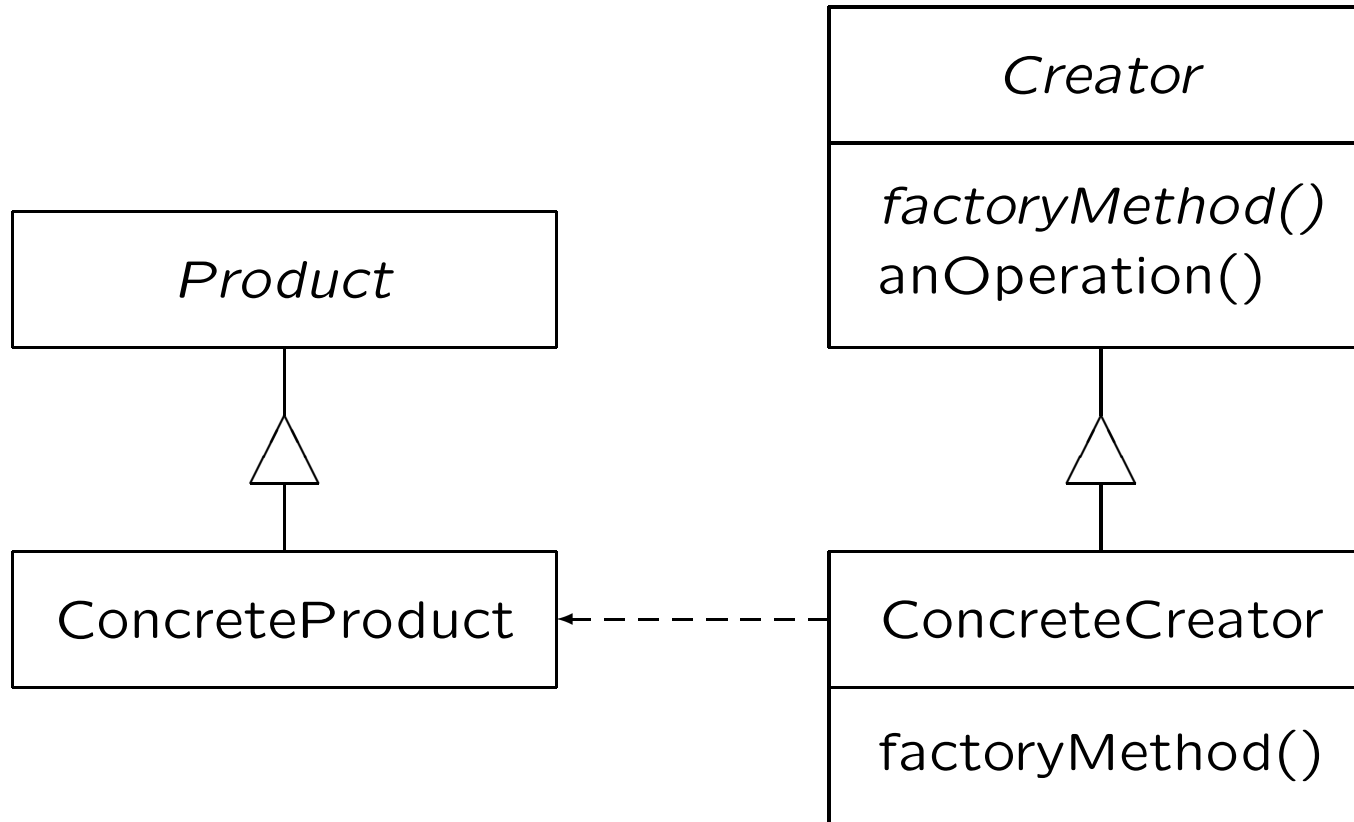 Creator
factoryMethod()
anOperation()
Product
ConcreteProduct
ConcreteCreator
factoryMethod()